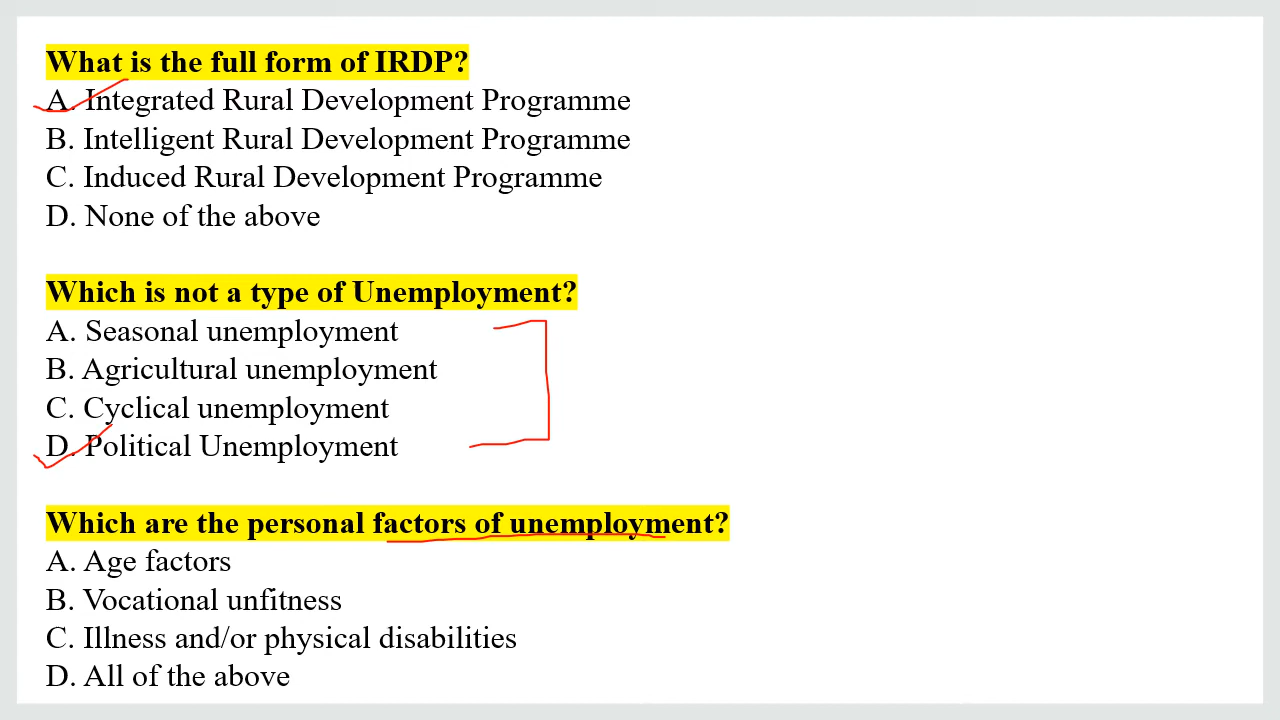 What is the full form of IRDP?
A. Integrated Rural Development Programme
B. Intelligent Rural Development Programme
C. Induced Rural Development Programme
D. None of the above
Which is not a type of Unemployment?
A. Seasonal unemployment
B. Agricultural unemployment
C. Cyclical unemployment
D. Political Unemployment
Which are the personal factors of unemployment?
A. Age factors
B. Vocational unfitness
C. Illness and/or physical disabilities
D. All of the above